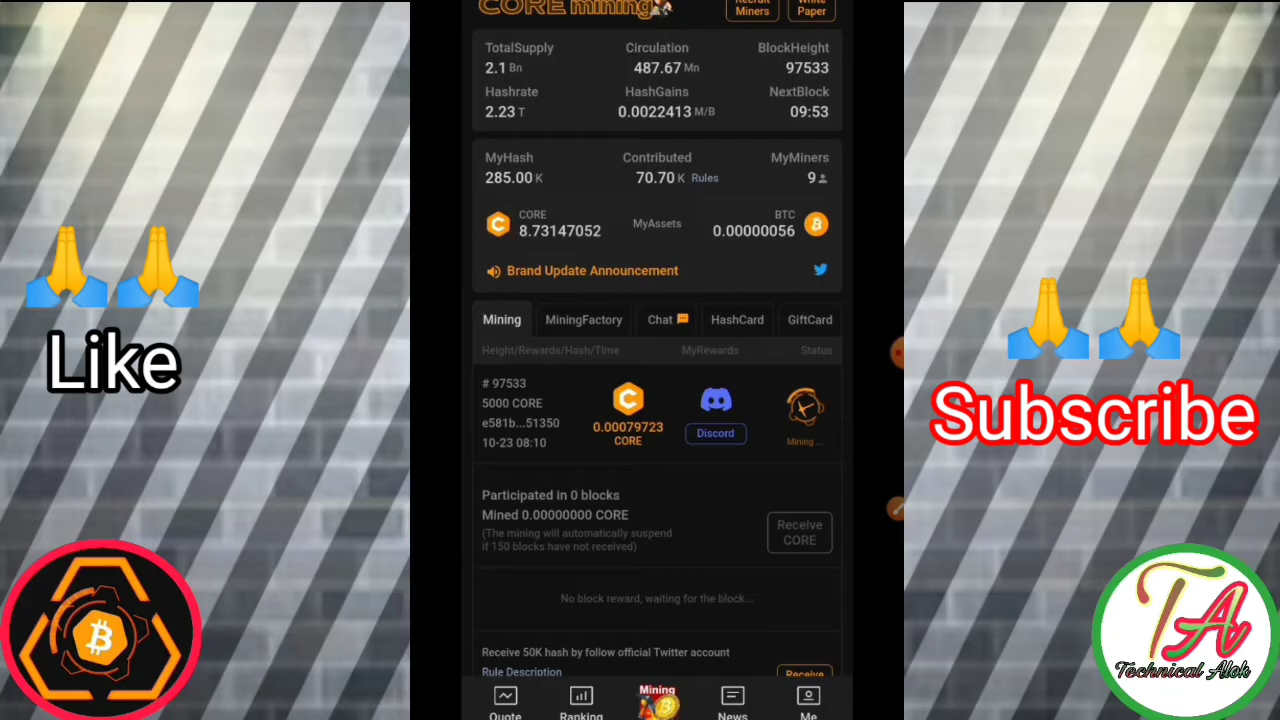 CORE mining
Recruit Miners
White Paper
TotalSupply
Circulation
BlockHeight
2.1 Bn
487.67 Mn
97533
Hashrate
HashGains
NextBlock
2.23 T
0.0022413 M/B
09:53
MyHash
Contributed
MyMiners
285.00 K
70.70 K Rules
9
CORE
8.73147052
MyAssets
BTC
0.00000056
Brand Update Announcement
Mining
MiningFactory
Chat
HashCard
GiftCard
Height/Rewards/Hash/Time
MyRewards
Status
# 97533
5000 CORE
e581b...51350
10-23 08:10
0.00079723
CORE
Discord
Mining ...
Participated in 0 blocks
Mined 0.00000000 CORE
(The mining will automatically suspend
if 150 blocks have not received)
Receive
CORE
No block reward, waiting for the block...
Receive 50K hash by follow official Twitter account
Rule Description
Receive
Quote
Ranking
Mining
News
Me
Like
Subscribe
TA
Technical Alok